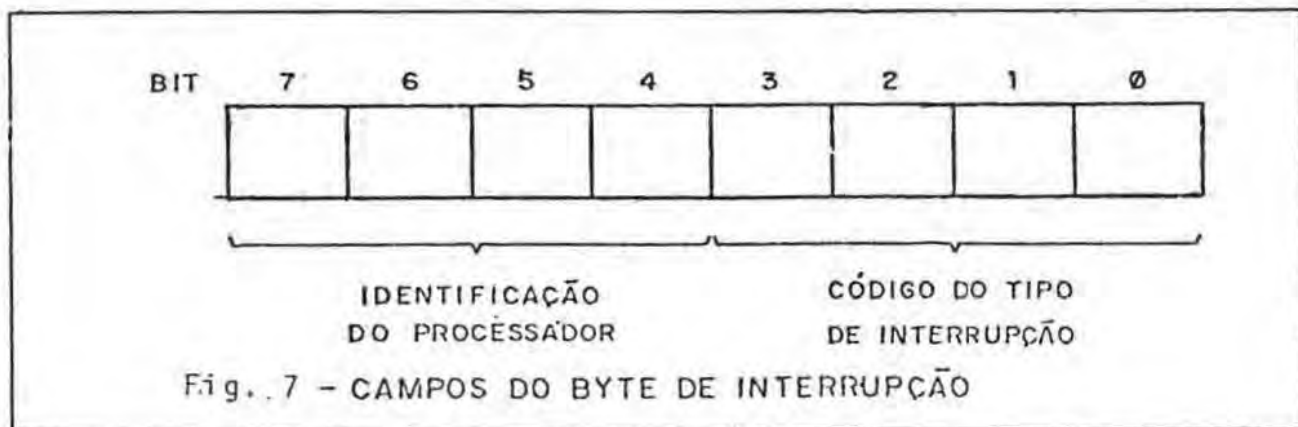 BIT 7 6 5 4 3 2 1 Ø
IDENTIFICAÇÃO
DO PROCESSADOR
CÓDIGO DO TIPO
DE INTERRUPÇÃO
Fig. 7 - CAMPOS DO BYTE DE INTERRUPÇÃO